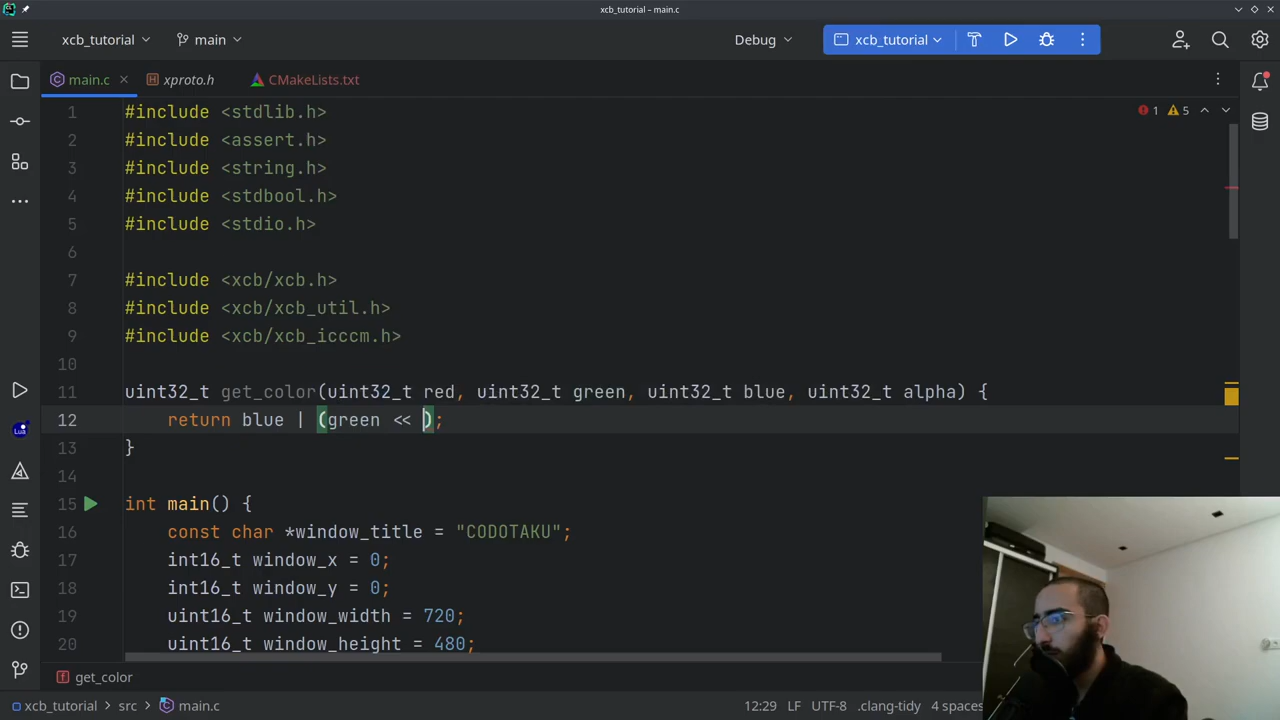 xcb_tutorial – main.c
xcb_tutorial
main
Debug
xcb_tutorial
main.c
xproto.h
CMakeLists.txt
1 #include <stdlib.h>
1 5
2 #include <assert.h>
3 #include <string.h>
4 #include <stdbool.h>
5 #include <stdio.h>
6
7 #include <xcb/xcb.h>
8 #include <xcb/xcb_util.h>
9 #include <xcb/xcb_icccm.h>
10
11 uint32_t get_color(uint32_t red, uint32_t green, uint32_t blue, uint32_t alpha) {
12 return blue | (green << );
13 }
14
15 int main() {
16 const char *window_title = "CODOTAKU";
17 int16_t window_x = 0;
18 int16_t window_y = 0;
19 uint16_t window_width = 720;
20 uint16_t window_height = 480;
Lua
f get_color
xcb_tutorial > src > main.c
12:29 LF UTF-8 .clang-tidy 4 spaces